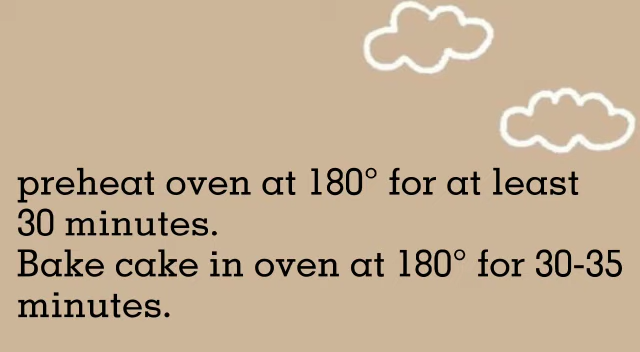 preheat oven at 180° for at least
30 minutes.
Bake cake in oven at 180° for 30-35
minutes.